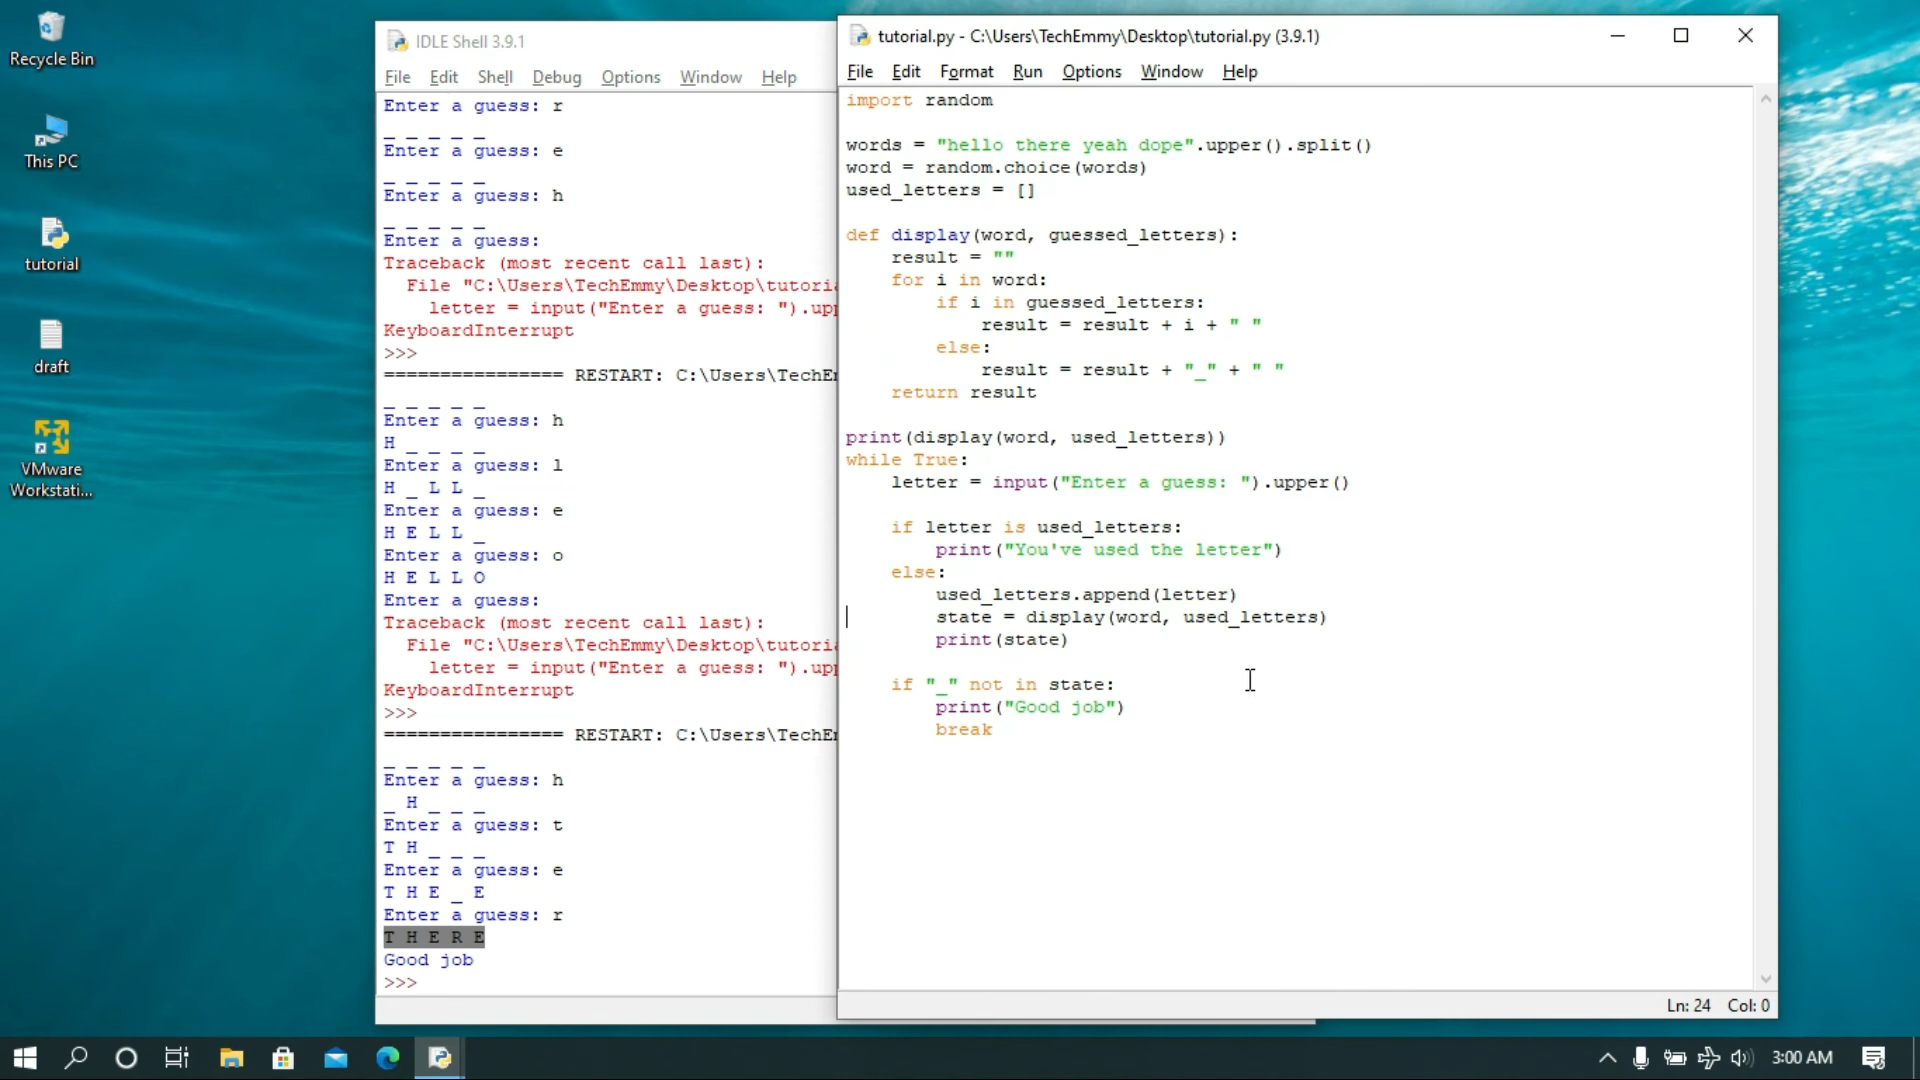 Recycle Bin
This PC
tutorial
draft
VMware
Workstati...
IDLE Shell 3.9.1
File Edit Shell Debug Options Window Help
Enter a guess: r
_ _ _ _ _
Enter a guess: e
_ _ _ _ _
Enter a guess: h
_ _ _ _ _
Enter a guess:
Traceback (most recent call last):
  File "C:\Users\TechEmmy\Desktop\tutoria
    letter = input("Enter a guess: ").upp
KeyboardInterrupt
>>>
================ RESTART: C:\Users\TechEm
_ _ _ _ _
Enter a guess: h
H _ _ _ _
Enter a guess: l
H _ L L _
Enter a guess: e
H E L L _
Enter a guess: o
H E L L O
Enter a guess:
Traceback (most recent call last):
  File "C:\Users\TechEmmy\Desktop\tutoria
    letter = input("Enter a guess: ").upp
KeyboardInterrupt
>>>
================ RESTART: C:\Users\TechEm
_ _ _ _ _
Enter a guess: h
_ H _ _ _
Enter a guess: t
T H _ _ _
Enter a guess: e
T H E _ E
Enter a guess: r
T H E R E
Good job
>>>
tutorial.py - C:\Users\TechEmmy\Desktop\tutorial.py (3.9.1)
File Edit Format Run Options Window Help
import random
words = "hello there yeah dope".upper().split()
word = random.choice(words)
used_letters = []
def display(word, guessed_letters):
    result = ""
    for i in word:
        if i in guessed_letters:
            result = result + i + " "
        else:
            result = result + "_" + " "
    return result
print(display(word, used_letters))
while True:
    letter = input("Enter a guess: ").upper()
    if letter is used_letters:
        print("You've used the letter")
    else:
        used_letters.append(letter)
        state = display(word, used_letters)
        print(state)
    if "_" not in state:
        print("Good job")
        break
Ln: 24 Col: 0
3:00 AM